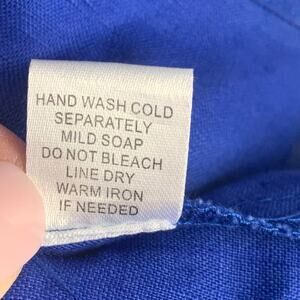 HAND WASH COLD
SEPARATELY
MILD SOAP
DO NOT BLEACH
LINE DRY
WARM IRON
IF NEEDED